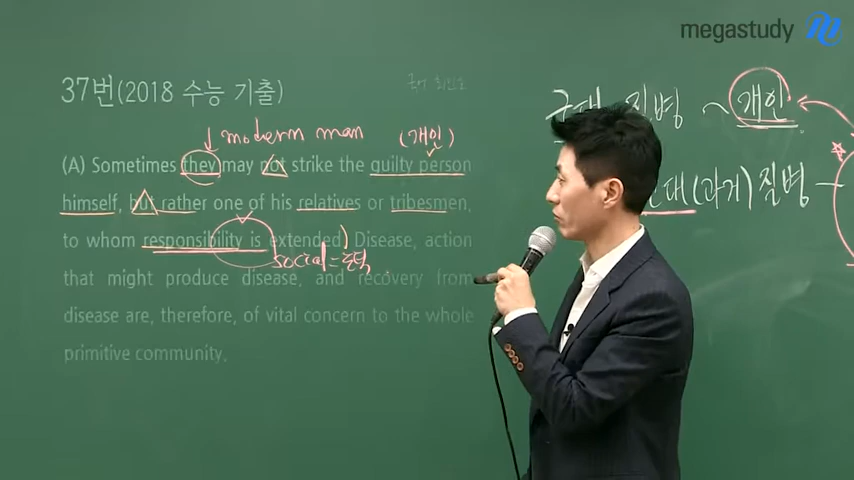 megastudy
37번(2018 수능 기출)
modern man
(개인)
(A) Sometimes they may not strike the guilty person
himself, but rather one of his relatives or tribesmen,
to whom responsibility is extended. Disease, action
social =
that might produce disease, and recovery from
disease are, therefore, of vital concern to the whole
primitive community.
질병 ~ 개인
대(과거)질병